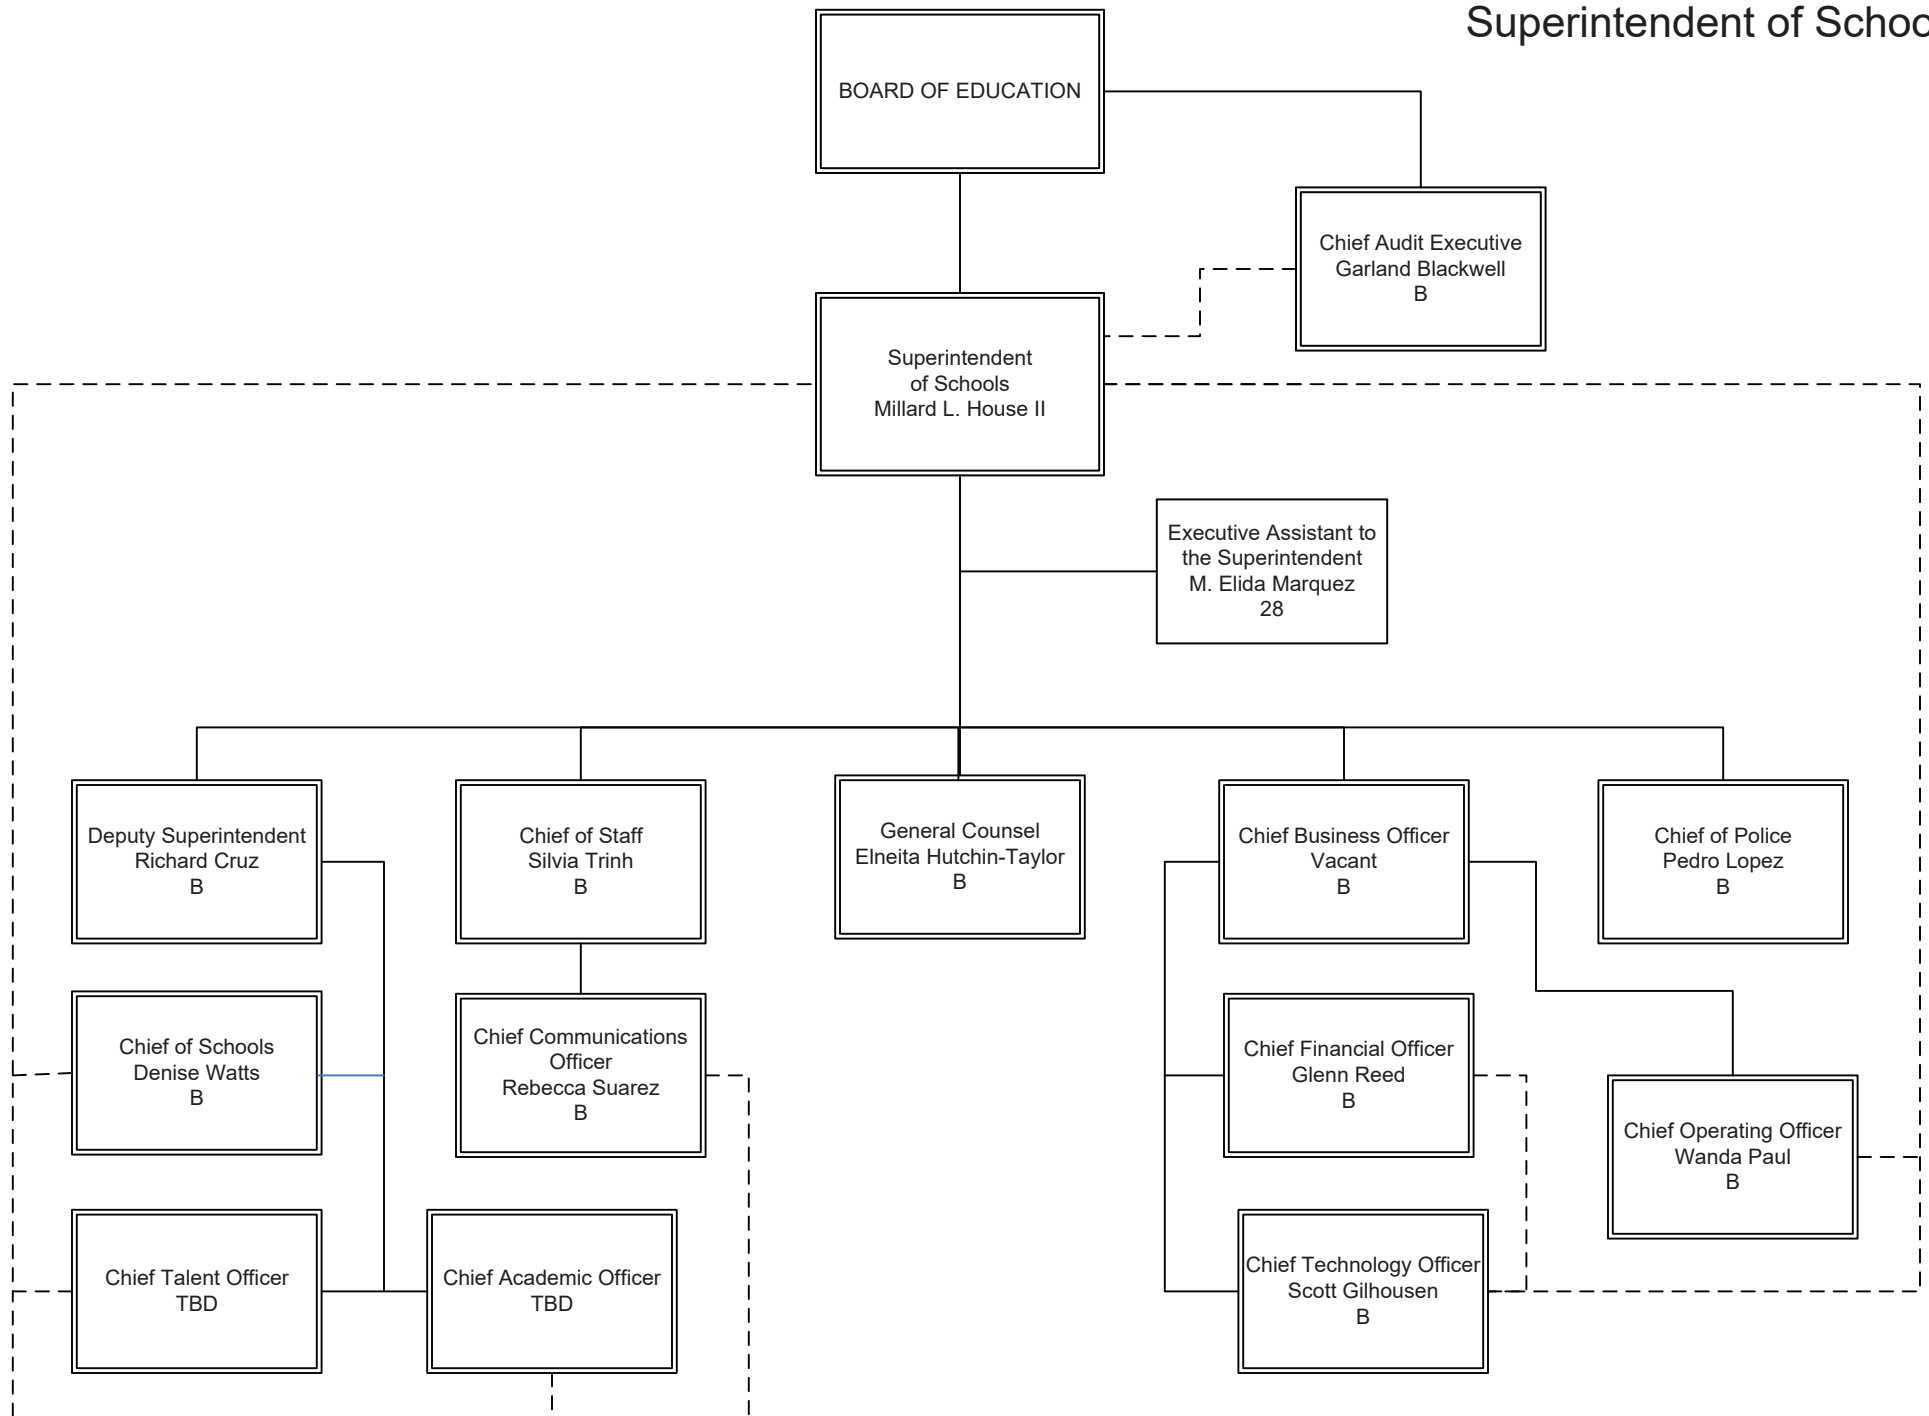 Superintendent of Schoo
BOARD OF EDUCATION
Chief Audit Executive
Garland Blackwell
B
Superintendent
of Schools
Millard L. House II
Executive Assistant to
the Superintendent
M. Elida Marquez
28
Deputy Superintendent
Richard Cruz
B
Chief of Staff
Silvia Trinh
B
General Counsel
Elneita Hutchin-Taylor
B
Chief Business Officer
Vacant
B
Chief of Police
Pedro Lopez
B
Chief of Schools
Denise Watts
B
Chief Communications
Officer
Rebecca Suarez
B
Chief Financial Officer
Glenn Reed
B
Chief Operating Officer
Wanda Paul
B
Chief Talent Officer
TBD
Chief Academic Officer
TBD
Chief Technology Officer
Scott Gilhousen
B